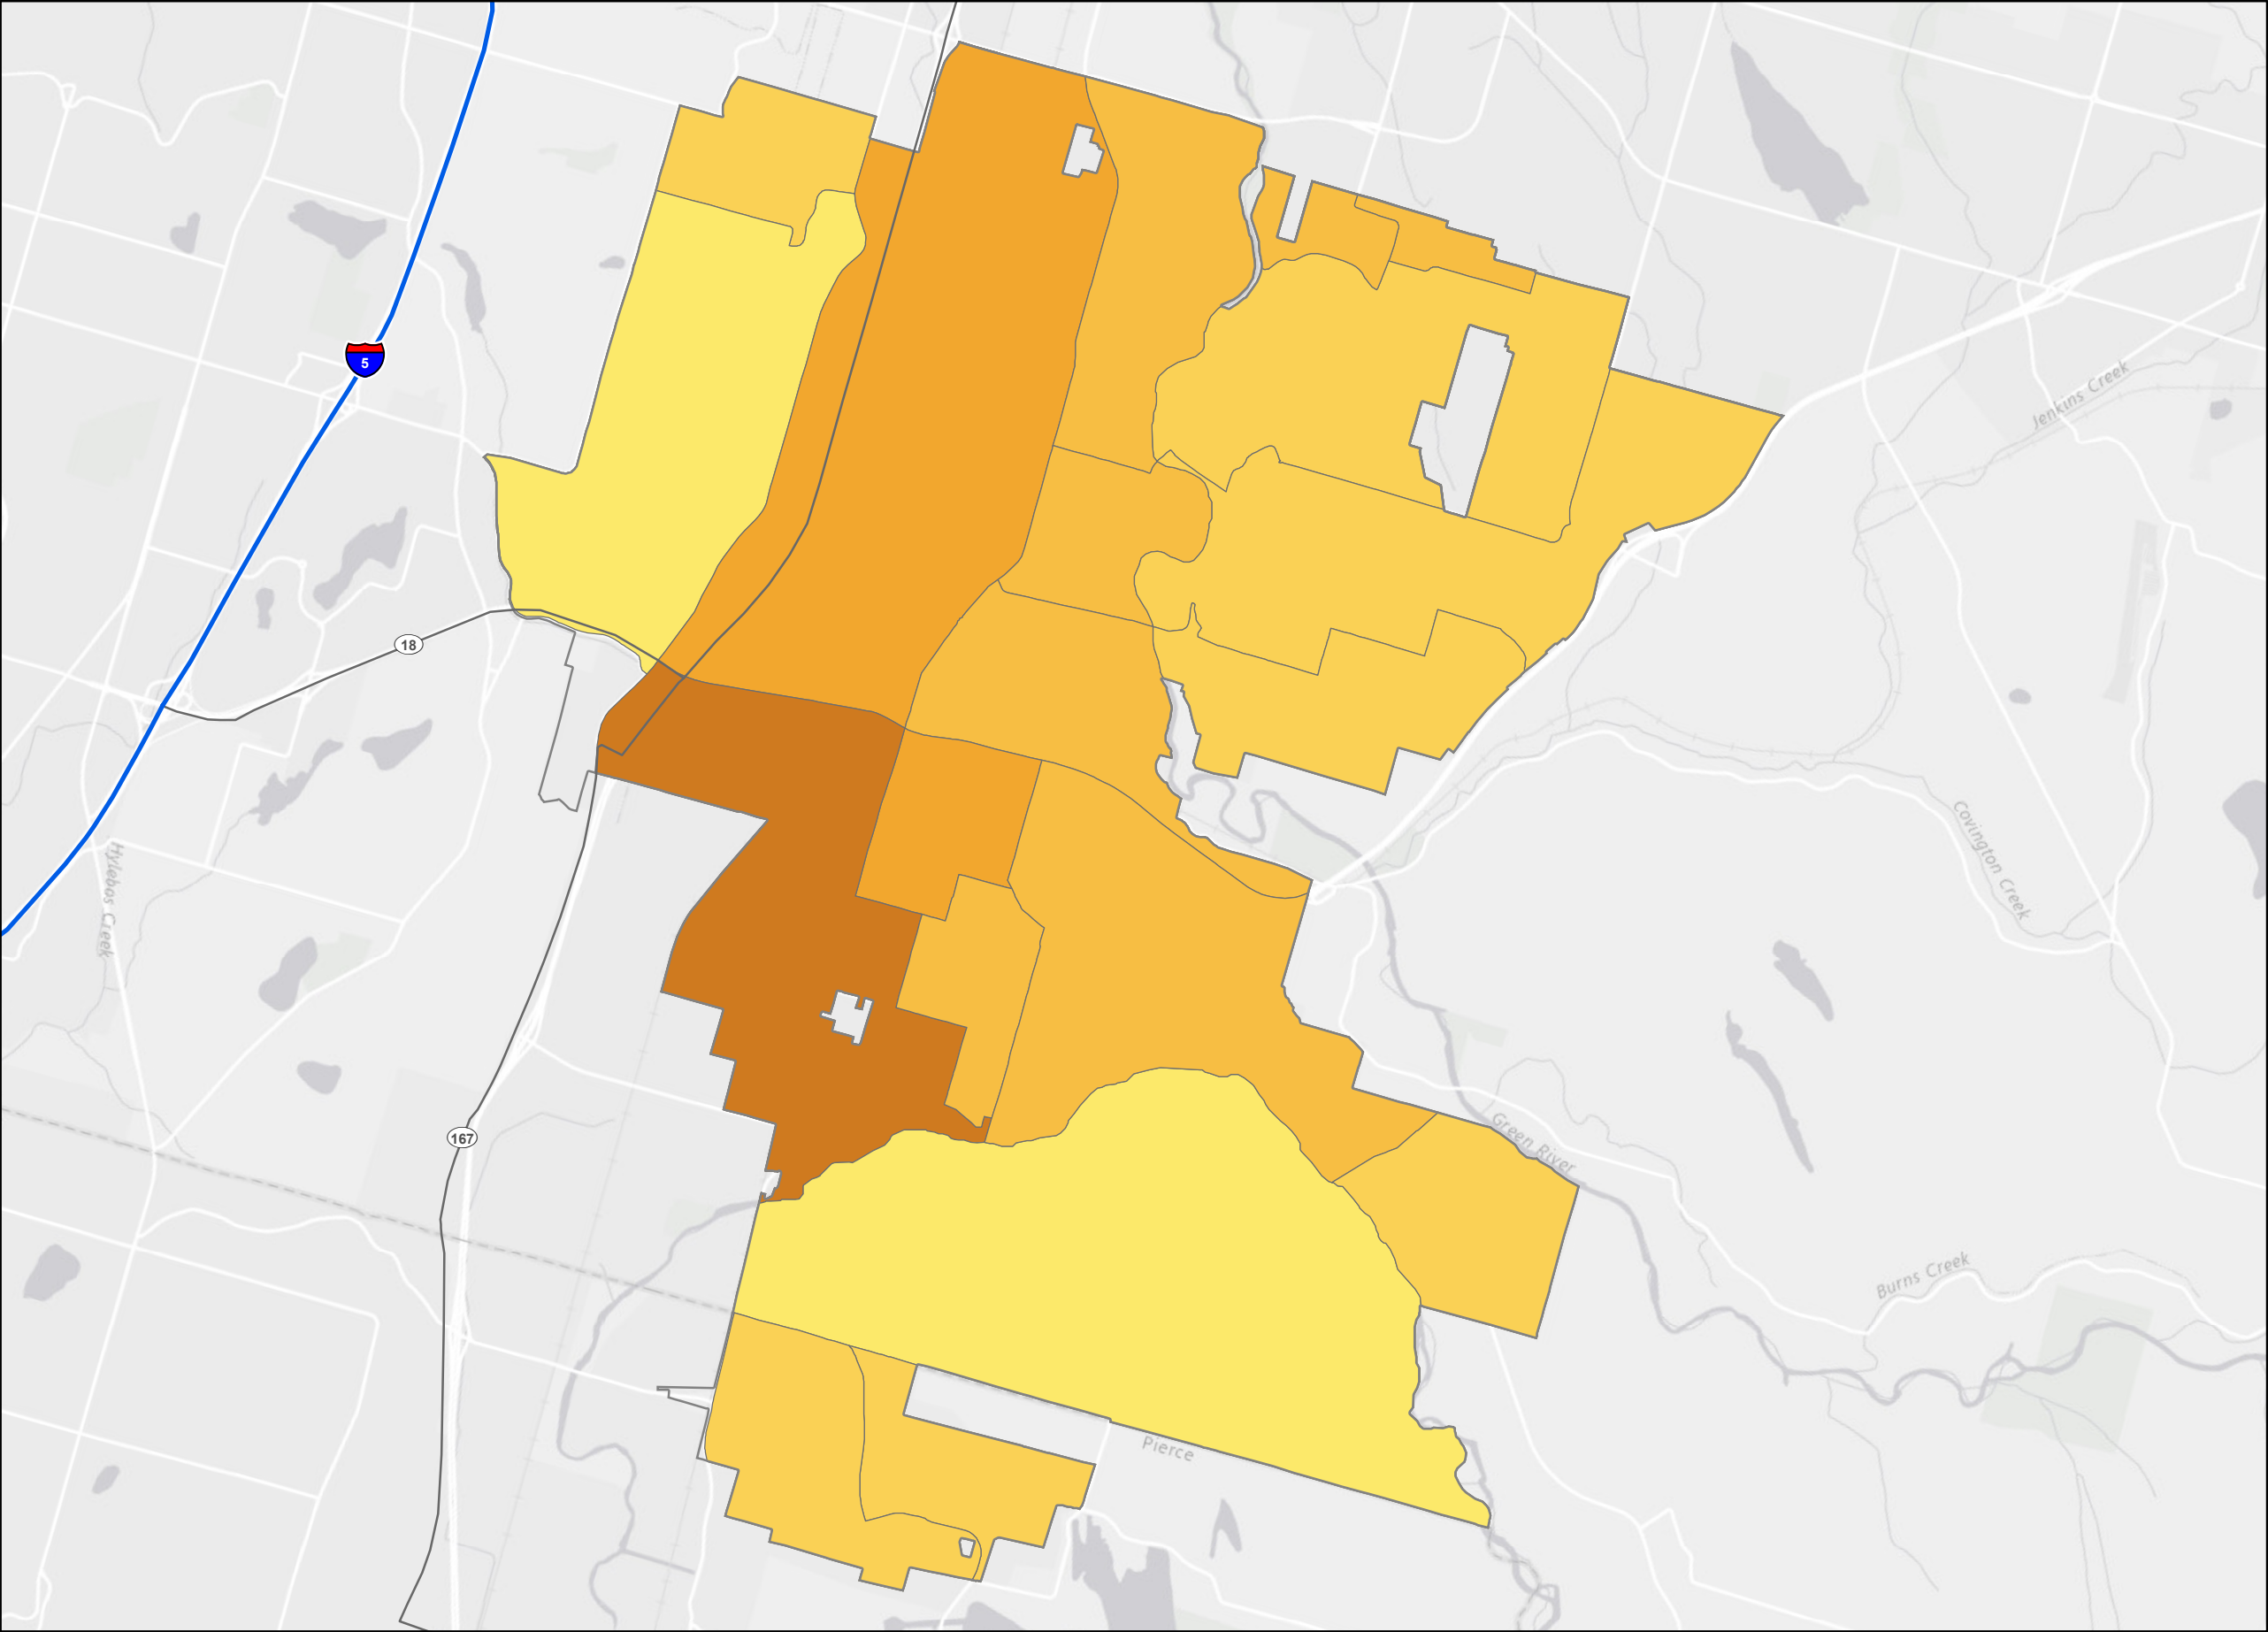 5
Jenkins Creek
18
Covington Creek
Hylebos Creek
167
Green River
Burns Creek
Pierce